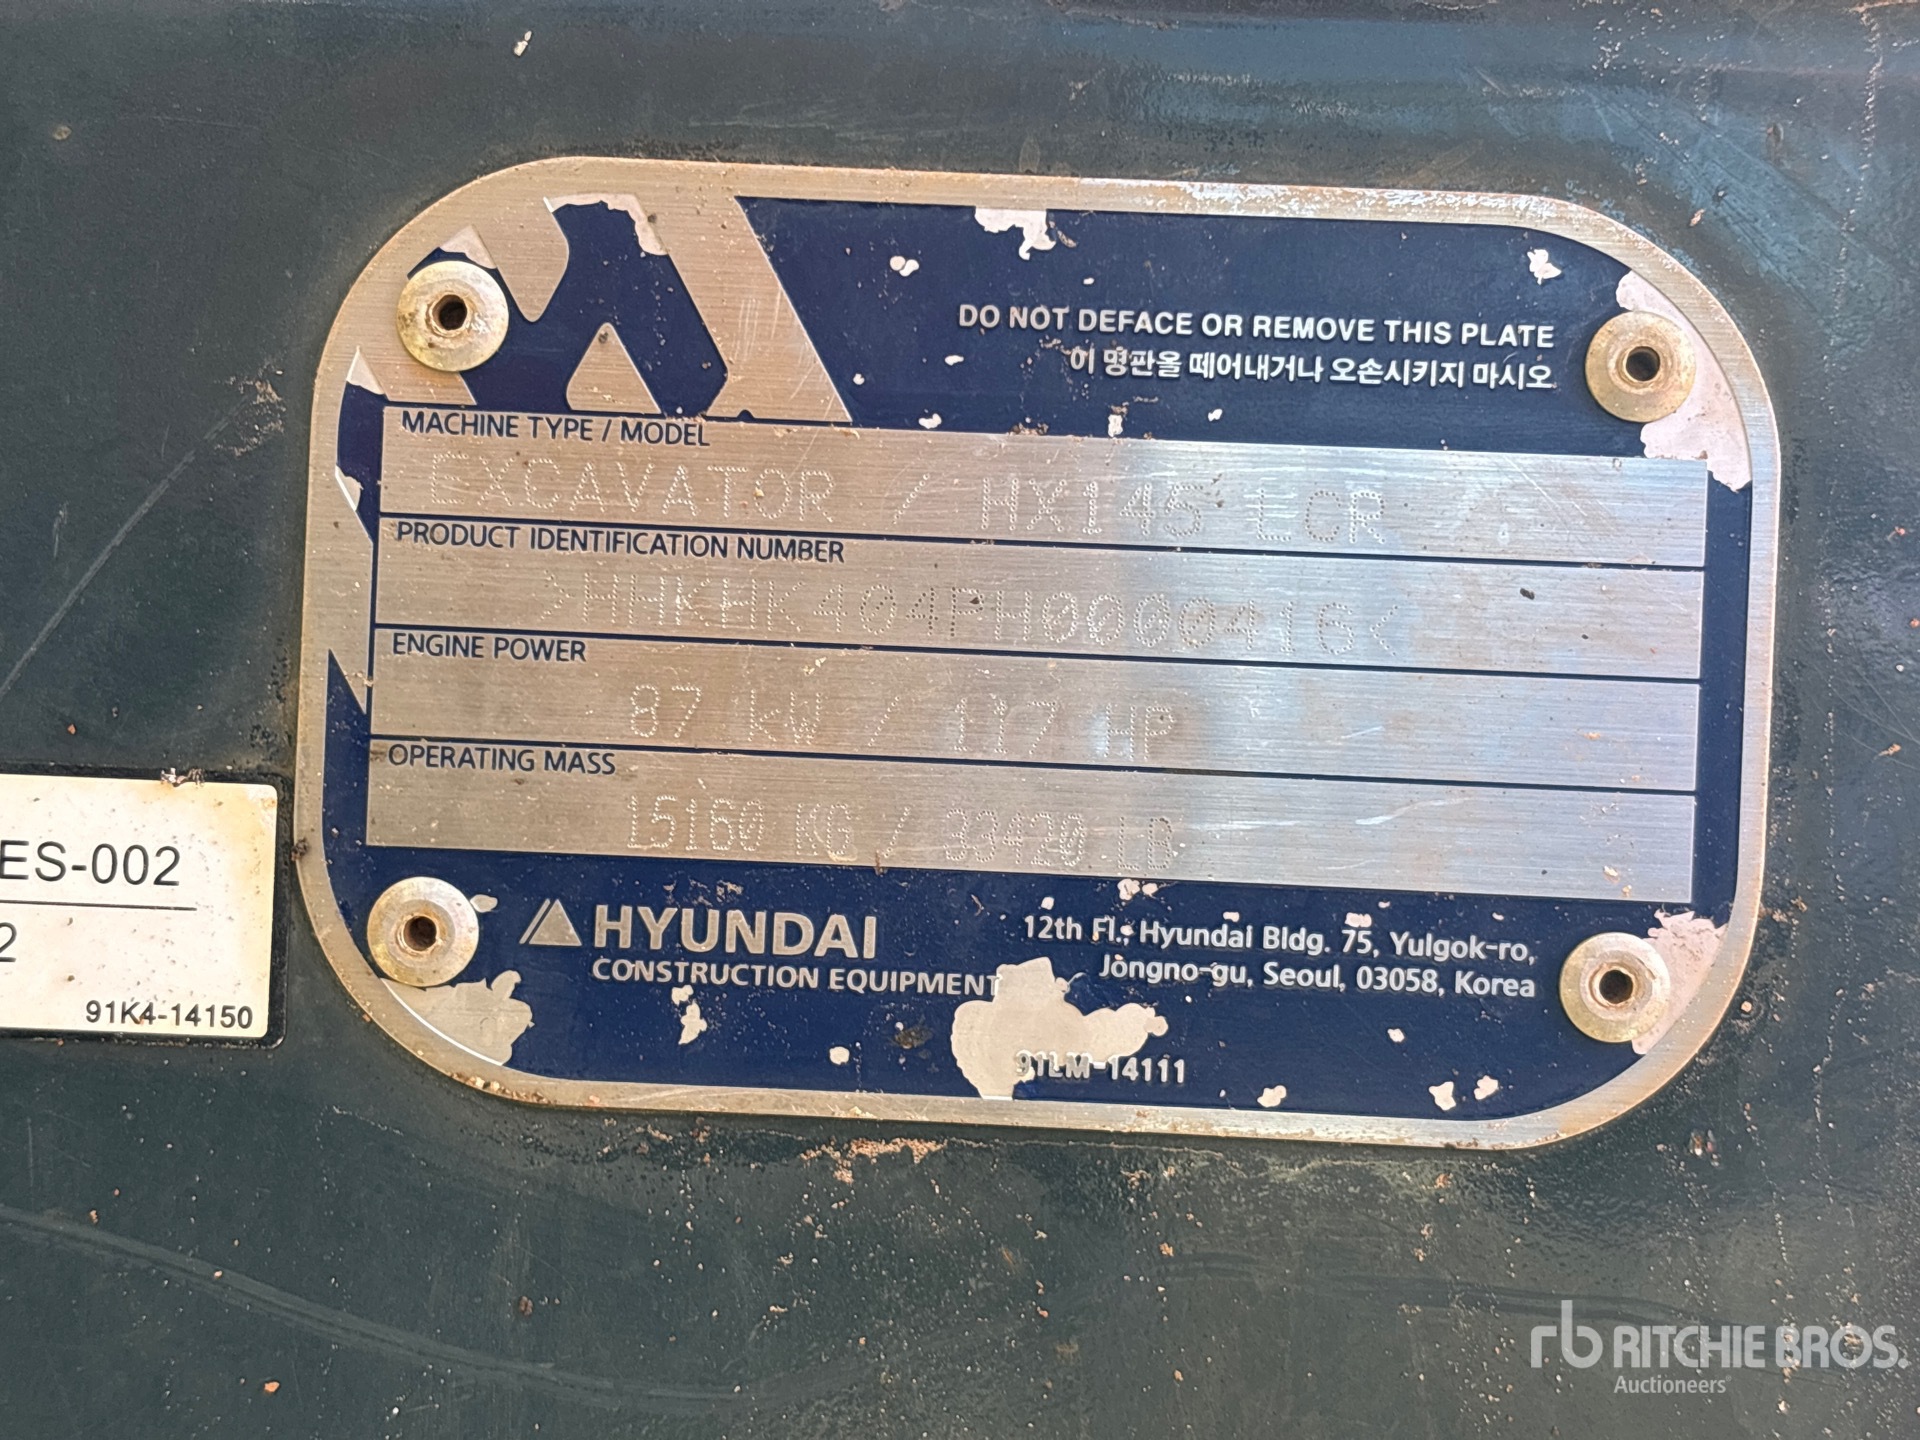 DO NOT DEFACE OR REMOVE THIS PLATE
이 명판을 떼어내거나 오손시키지 마시오
MACHINE TYPE / MODEL
EXCAVATOR / HX145 LCR
PRODUCT IDENTIFICATION NUMBER
>HHKHK404PH0000416<
ENGINE POWER
87 kW / 117 HP
OPERATING MASS
15160 KG / 33420 LB
HYUNDAI
CONSTRUCTION EQUIPMENT
12th Fl., Hyundai Bldg. 75, Yulgok-ro,
Jongno-gu, Seoul, 03058, Korea
91LM-14111
ES-002
2
91K4-14150
rb RITCHIE BROS.
Auctioneers